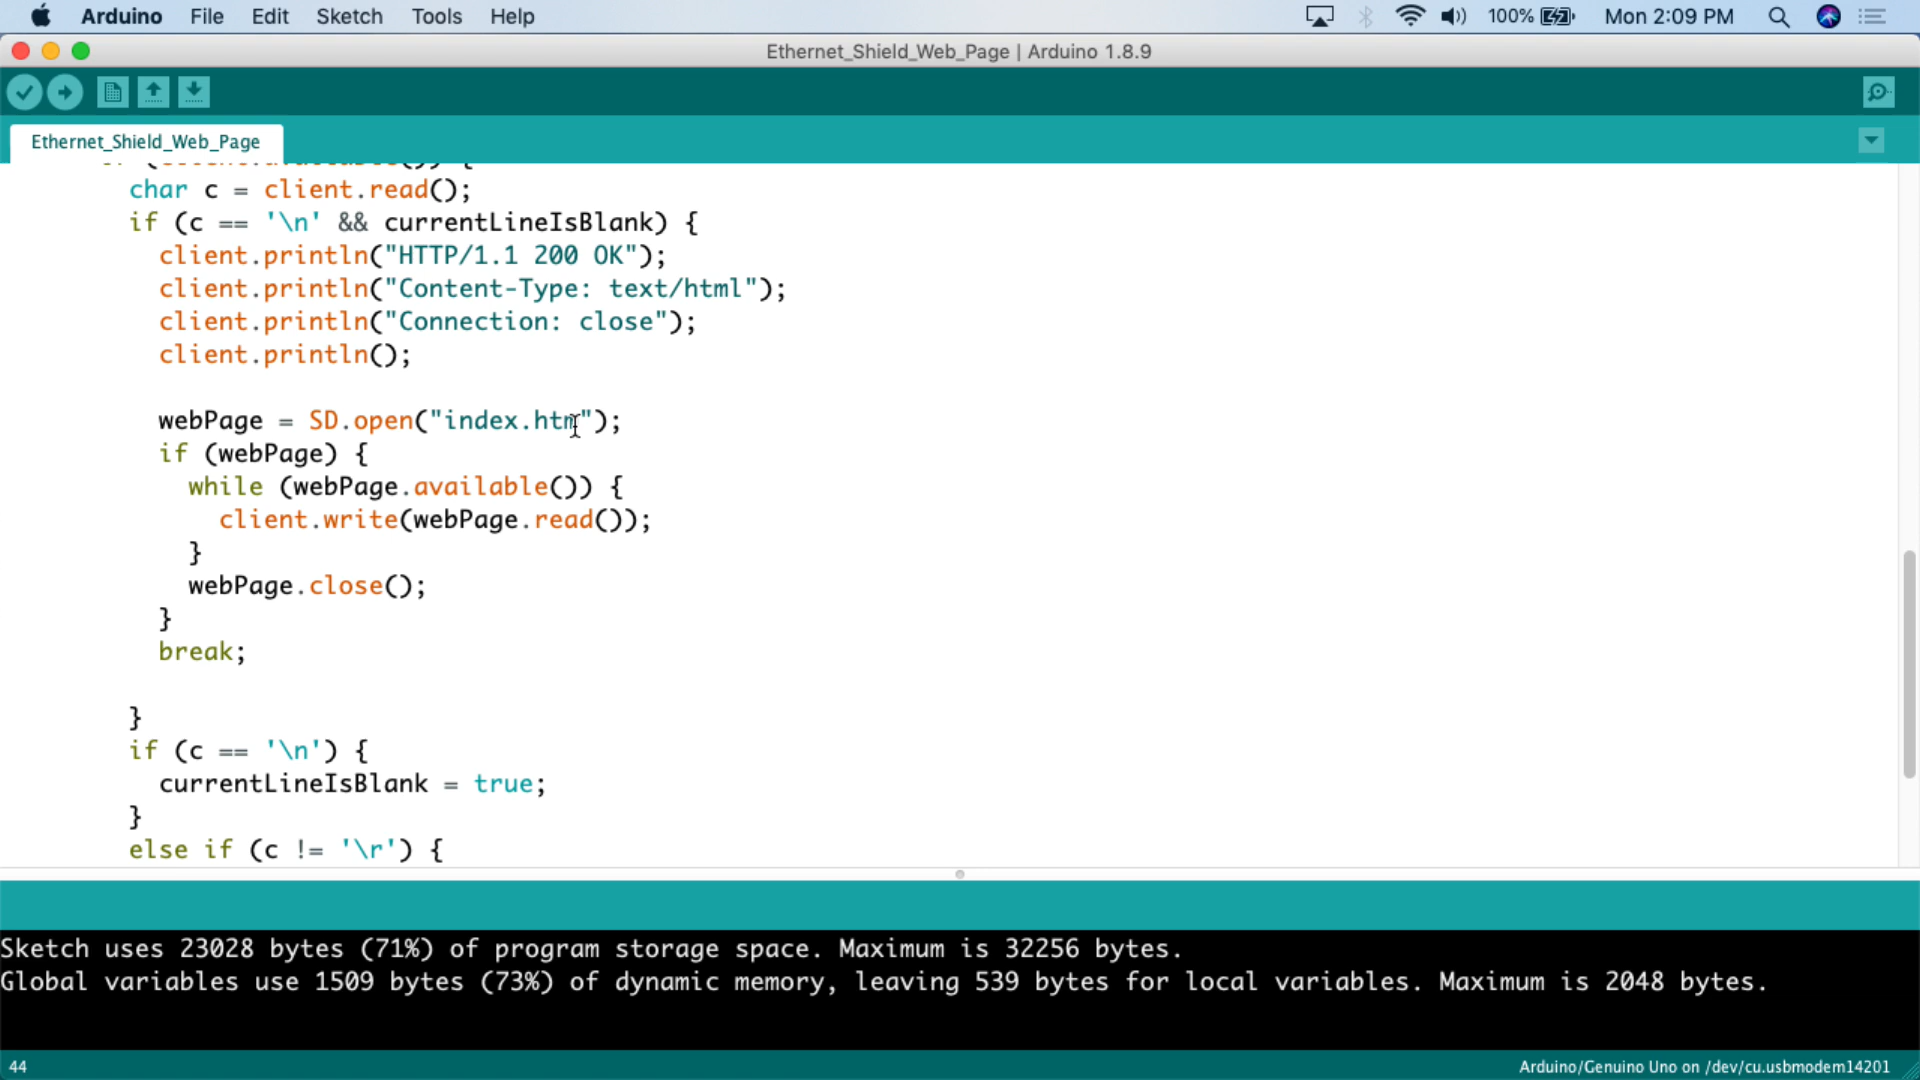 Arduino File Edit Sketch Tools Help 100% Mon 2:09 PM
Ethernet_Shield_Web_Page | Arduino 1.8.9
Ethernet_Shield_Web_Page
char c = client.read();
if (c == '\n' && currentLineIsBlank) {
client.println("HTTP/1.1 200 OK");
client.println("Content-Type: text/html");
client.println("Connection: close");
client.println();
webPage = SD.open("index.htm");
if (webPage) {
while (webPage.available()) {
client.write(webPage.read());
}
webPage.close();
}
break;
}
if (c == '\n') {
currentLineIsBlank = true;
}
else if (c != '\r') {
Sketch uses 23028 bytes (71%) of program storage space. Maximum is 32256 bytes.
Global variables use 1509 bytes (73%) of dynamic memory, leaving 539 bytes for local variables. Maximum is 2048 bytes.
44 Arduino/Genuino Uno on /dev/cu.usbmodem14201